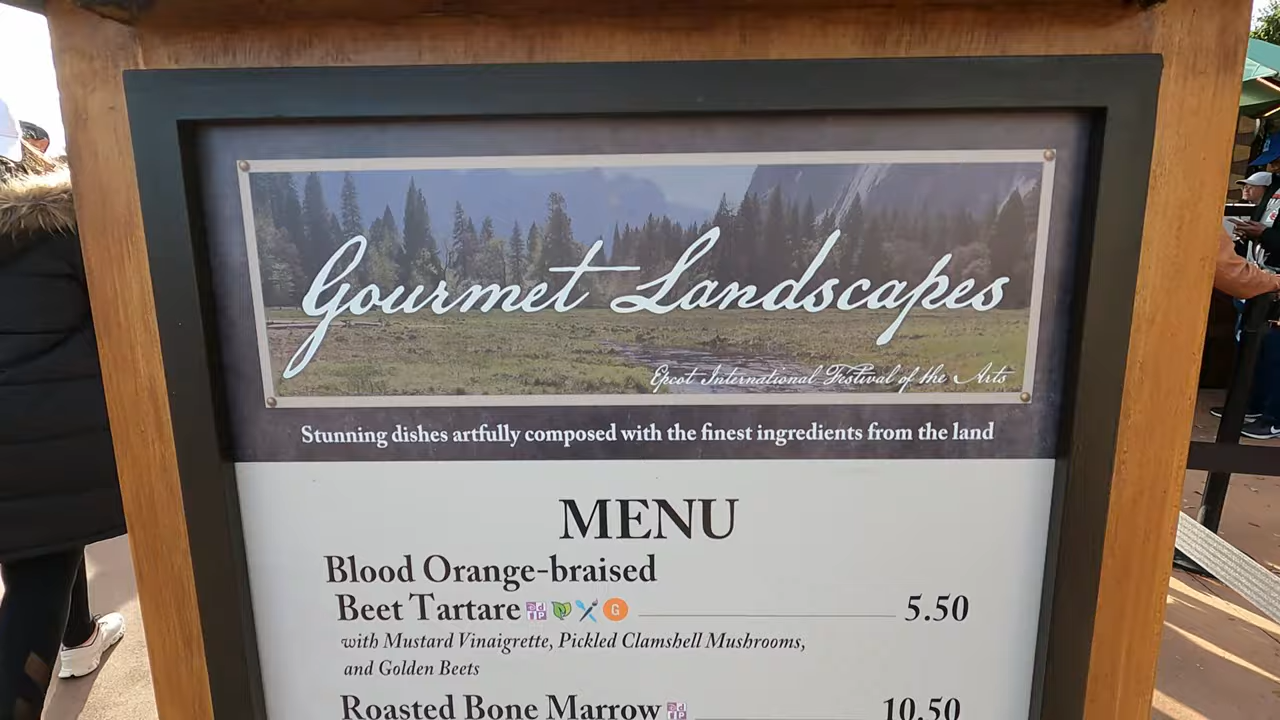 Gourmet Landscapes
Epcot International Festival of the Arts
Stunning dishes artfully composed with the finest ingredients from the land
MENU
Blood Orange-braised
Beet Tartare G 5.50
with Mustard Vinaigrette, Pickled Clamshell Mushrooms,
and Golden Beets
Roasted Bone Marrow 10.50